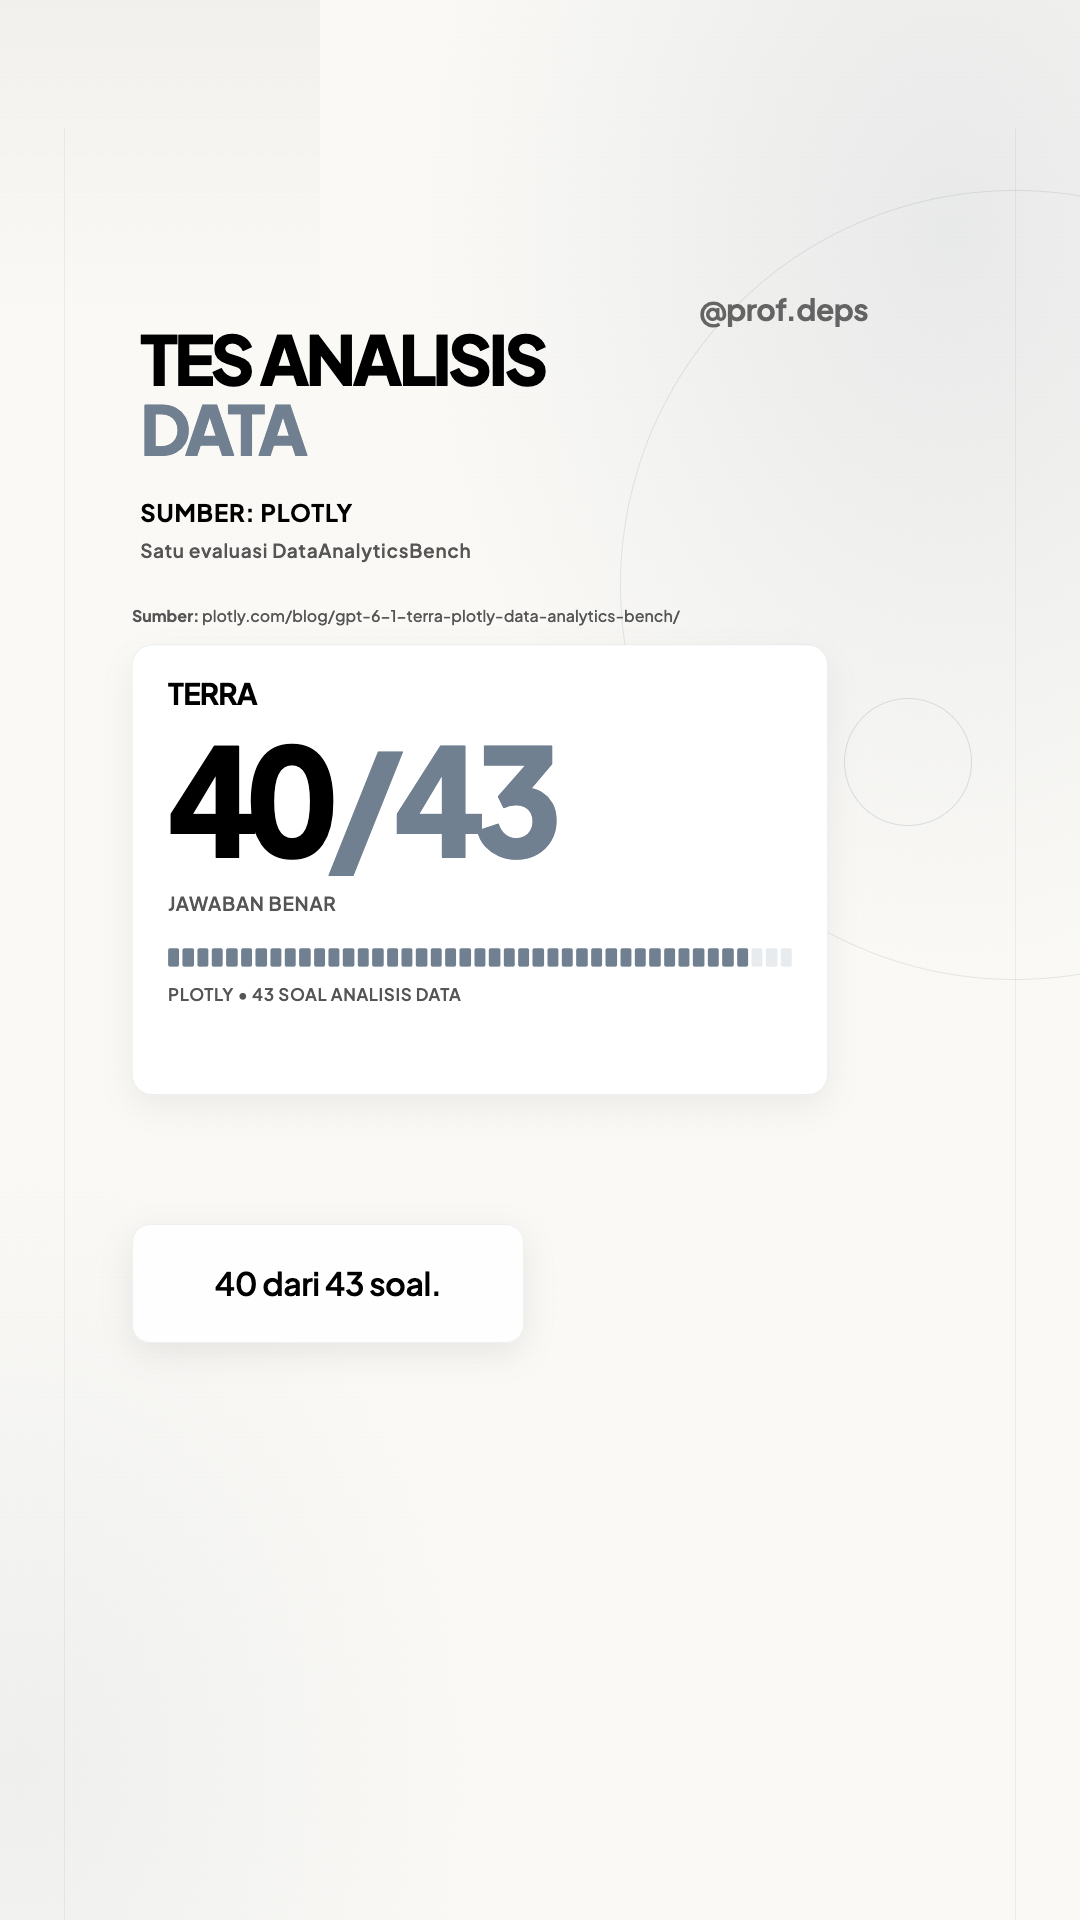 @prof.deps
TES ANALISIS
DATA
SUMBER: PLOTLY
Satu evaluasi DataAnalyticsBench
Sumber: plotly.com/blog/gpt-6-1-terra-plotly-data-analytics-bench/
TERRA
40/43
JAWABAN BENAR
PLOTLY • 43 SOAL ANALISIS DATA
40 dari 43 soal.